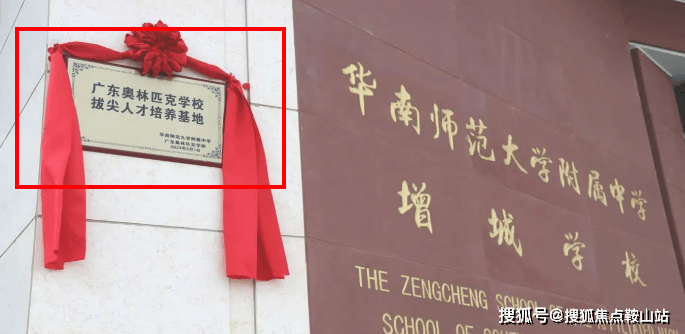 广东奥林匹克学校
拔尖人才培养基地
华南师范大学附属中学
广东奥林匹克学校
华南师范大学附属中学
增城学校
THE ZENGCHENG SCHOOL OF
SCHOOL OF
搜狐号@搜狐焦点鞍山站